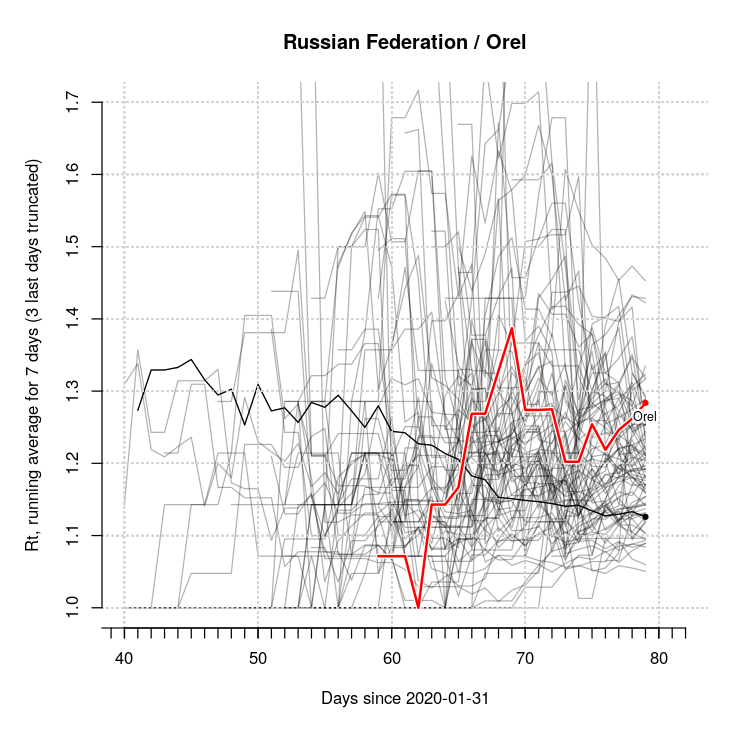 Russian Federation / Orel
Rt, running average for 7 days (3 last days truncated)
1.7
1.6
1.5
1.4
1.3
1.2
1.1
1.0
Orel
40 50 60 70 80
Days since 2020-01-31